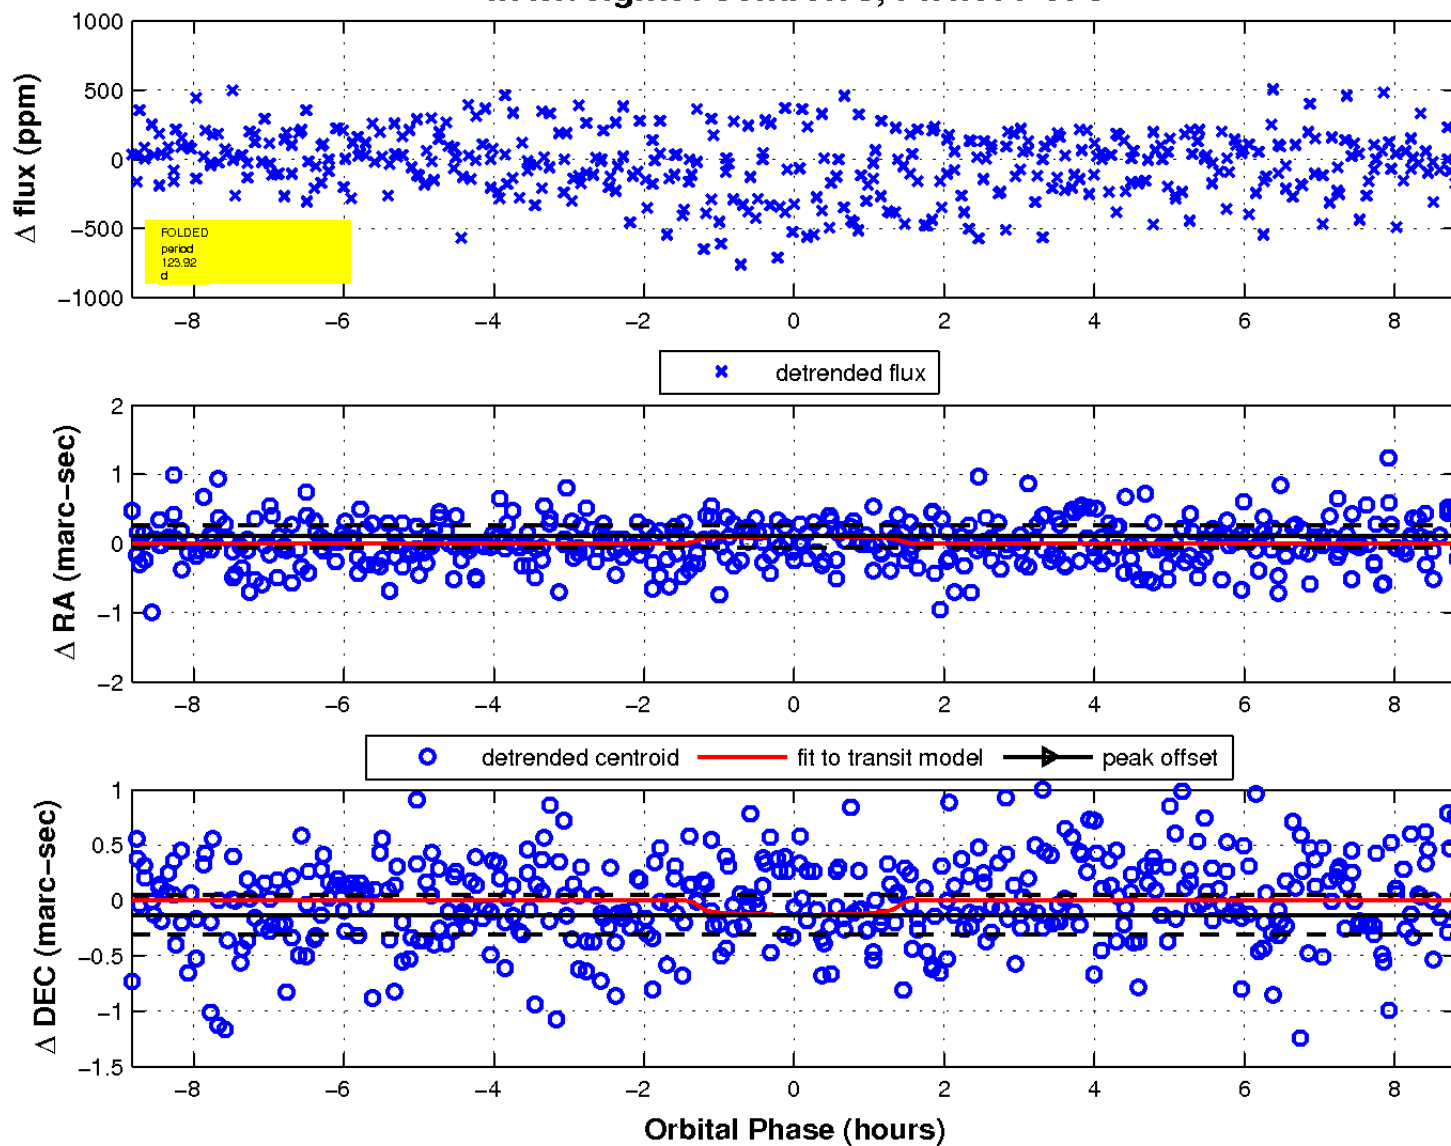 1000
500
0
−500
−1000
Δ flux (ppm)
FOLDED
period
123.92
d
−8 −6 −4 −2 0 2 4 6 8
detrended flux
2
1
0
−1
−2
Δ RA (marc−sec)
−8 −6 −4 −2 0 2 4 6 8
detrended centroid fit to transit model peak offset
1
0.5
0
−0.5
−1
−1.5
Δ DEC (marc−sec)
−8 −6 −4 −2 0 2 4 6 8
Orbital Phase (hours)